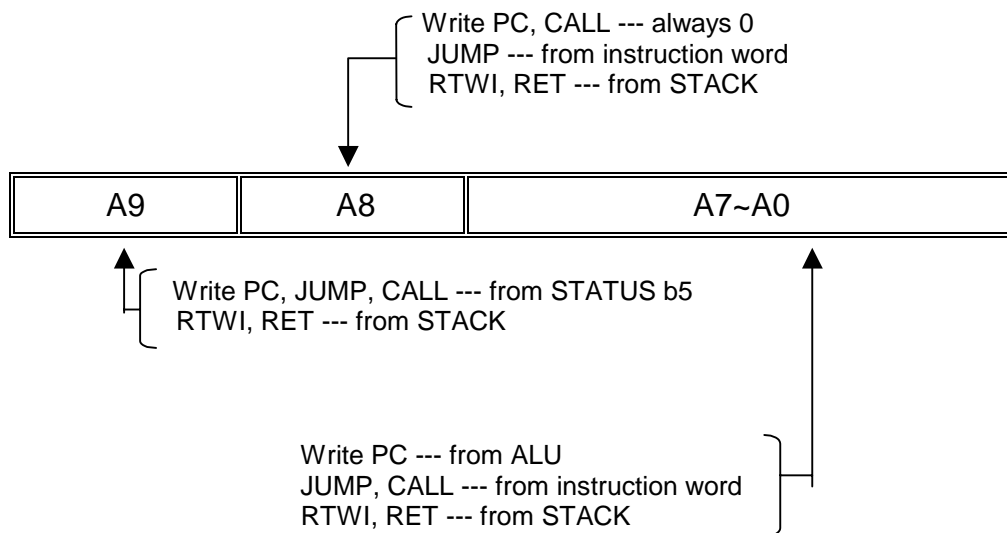 Write PC, CALL --- always 0
JUMP --- from instruction word
RTWI, RET --- from STACK
A9 A8 A7~A0
Write PC, JUMP, CALL --- from STATUS b5
RTWI, RET --- from STACK
Write PC --- from ALU
JUMP, CALL --- from instruction word
RTWI, RET --- from STACK